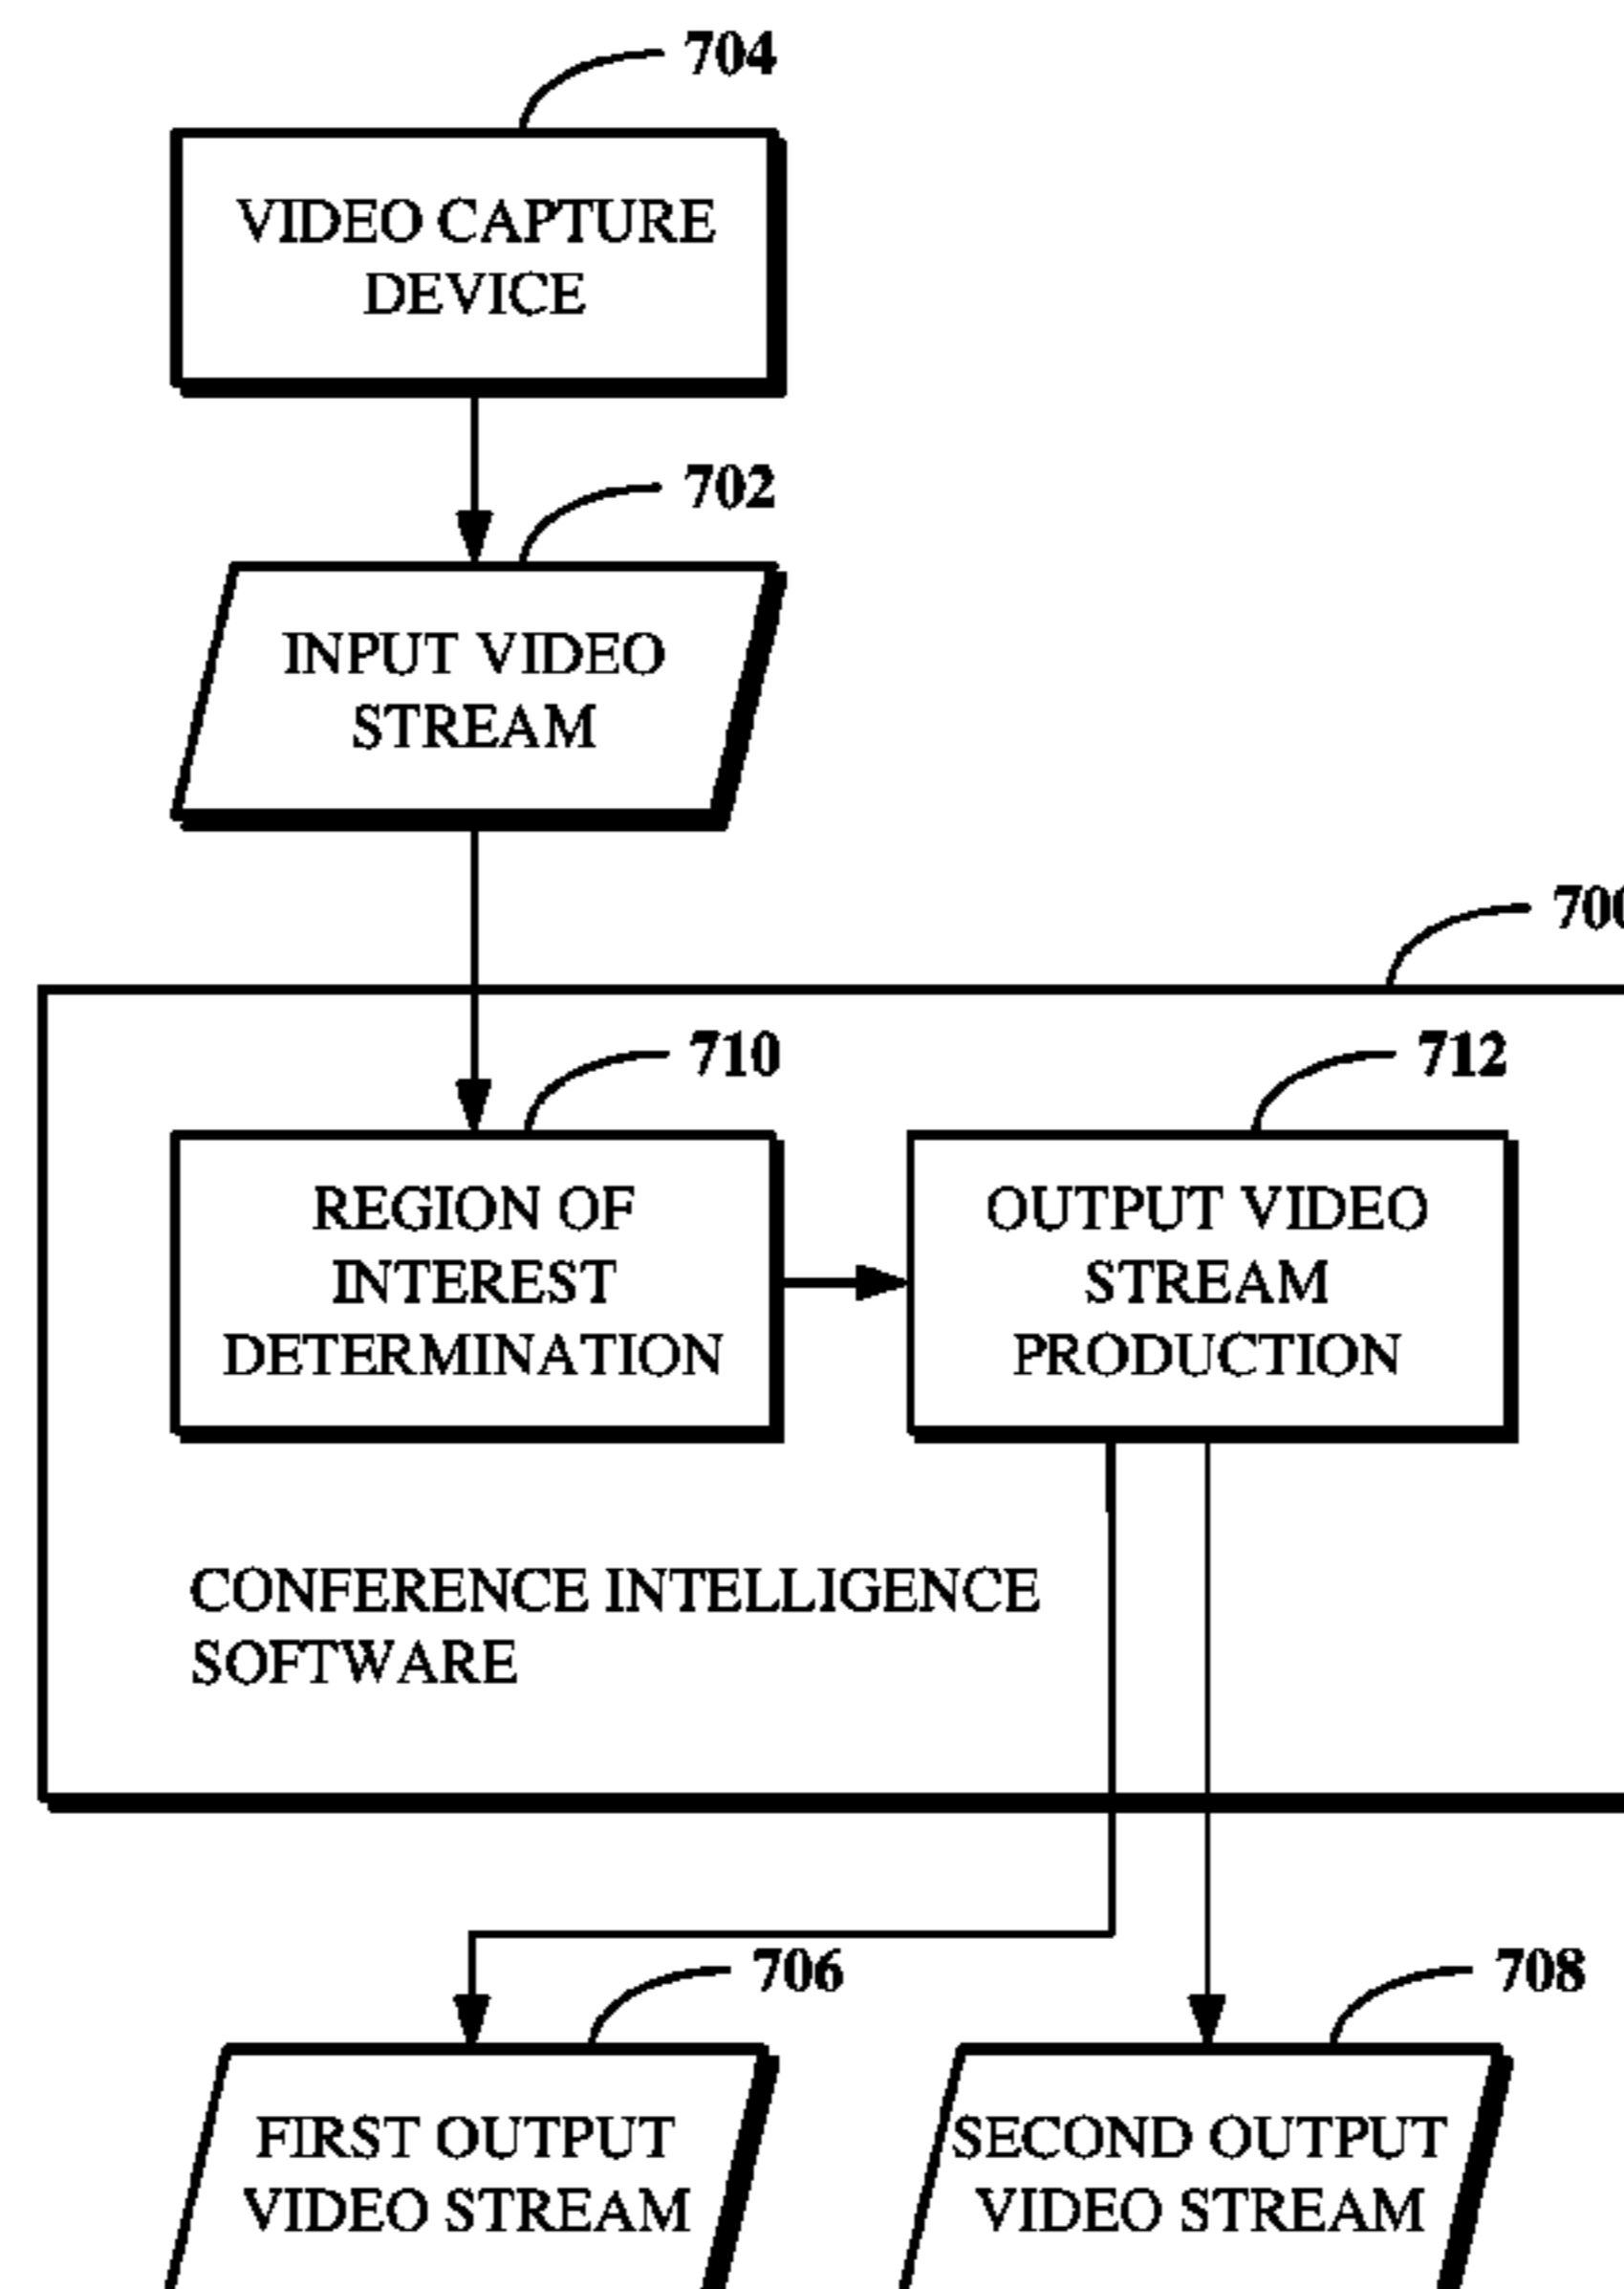 704
VIDEO CAPTURE
DEVICE
702
INPUT VIDEO
STREAM
700
710
712
REGION OF
INTEREST
DETERMINATION
OUTPUT VIDEO
STREAM
PRODUCTION
CONFERENCE INTELLIGENCE
SOFTWARE
706
708
FIRST OUTPUT
VIDEO STREAM
SECOND OUTPUT
VIDEO STREAM